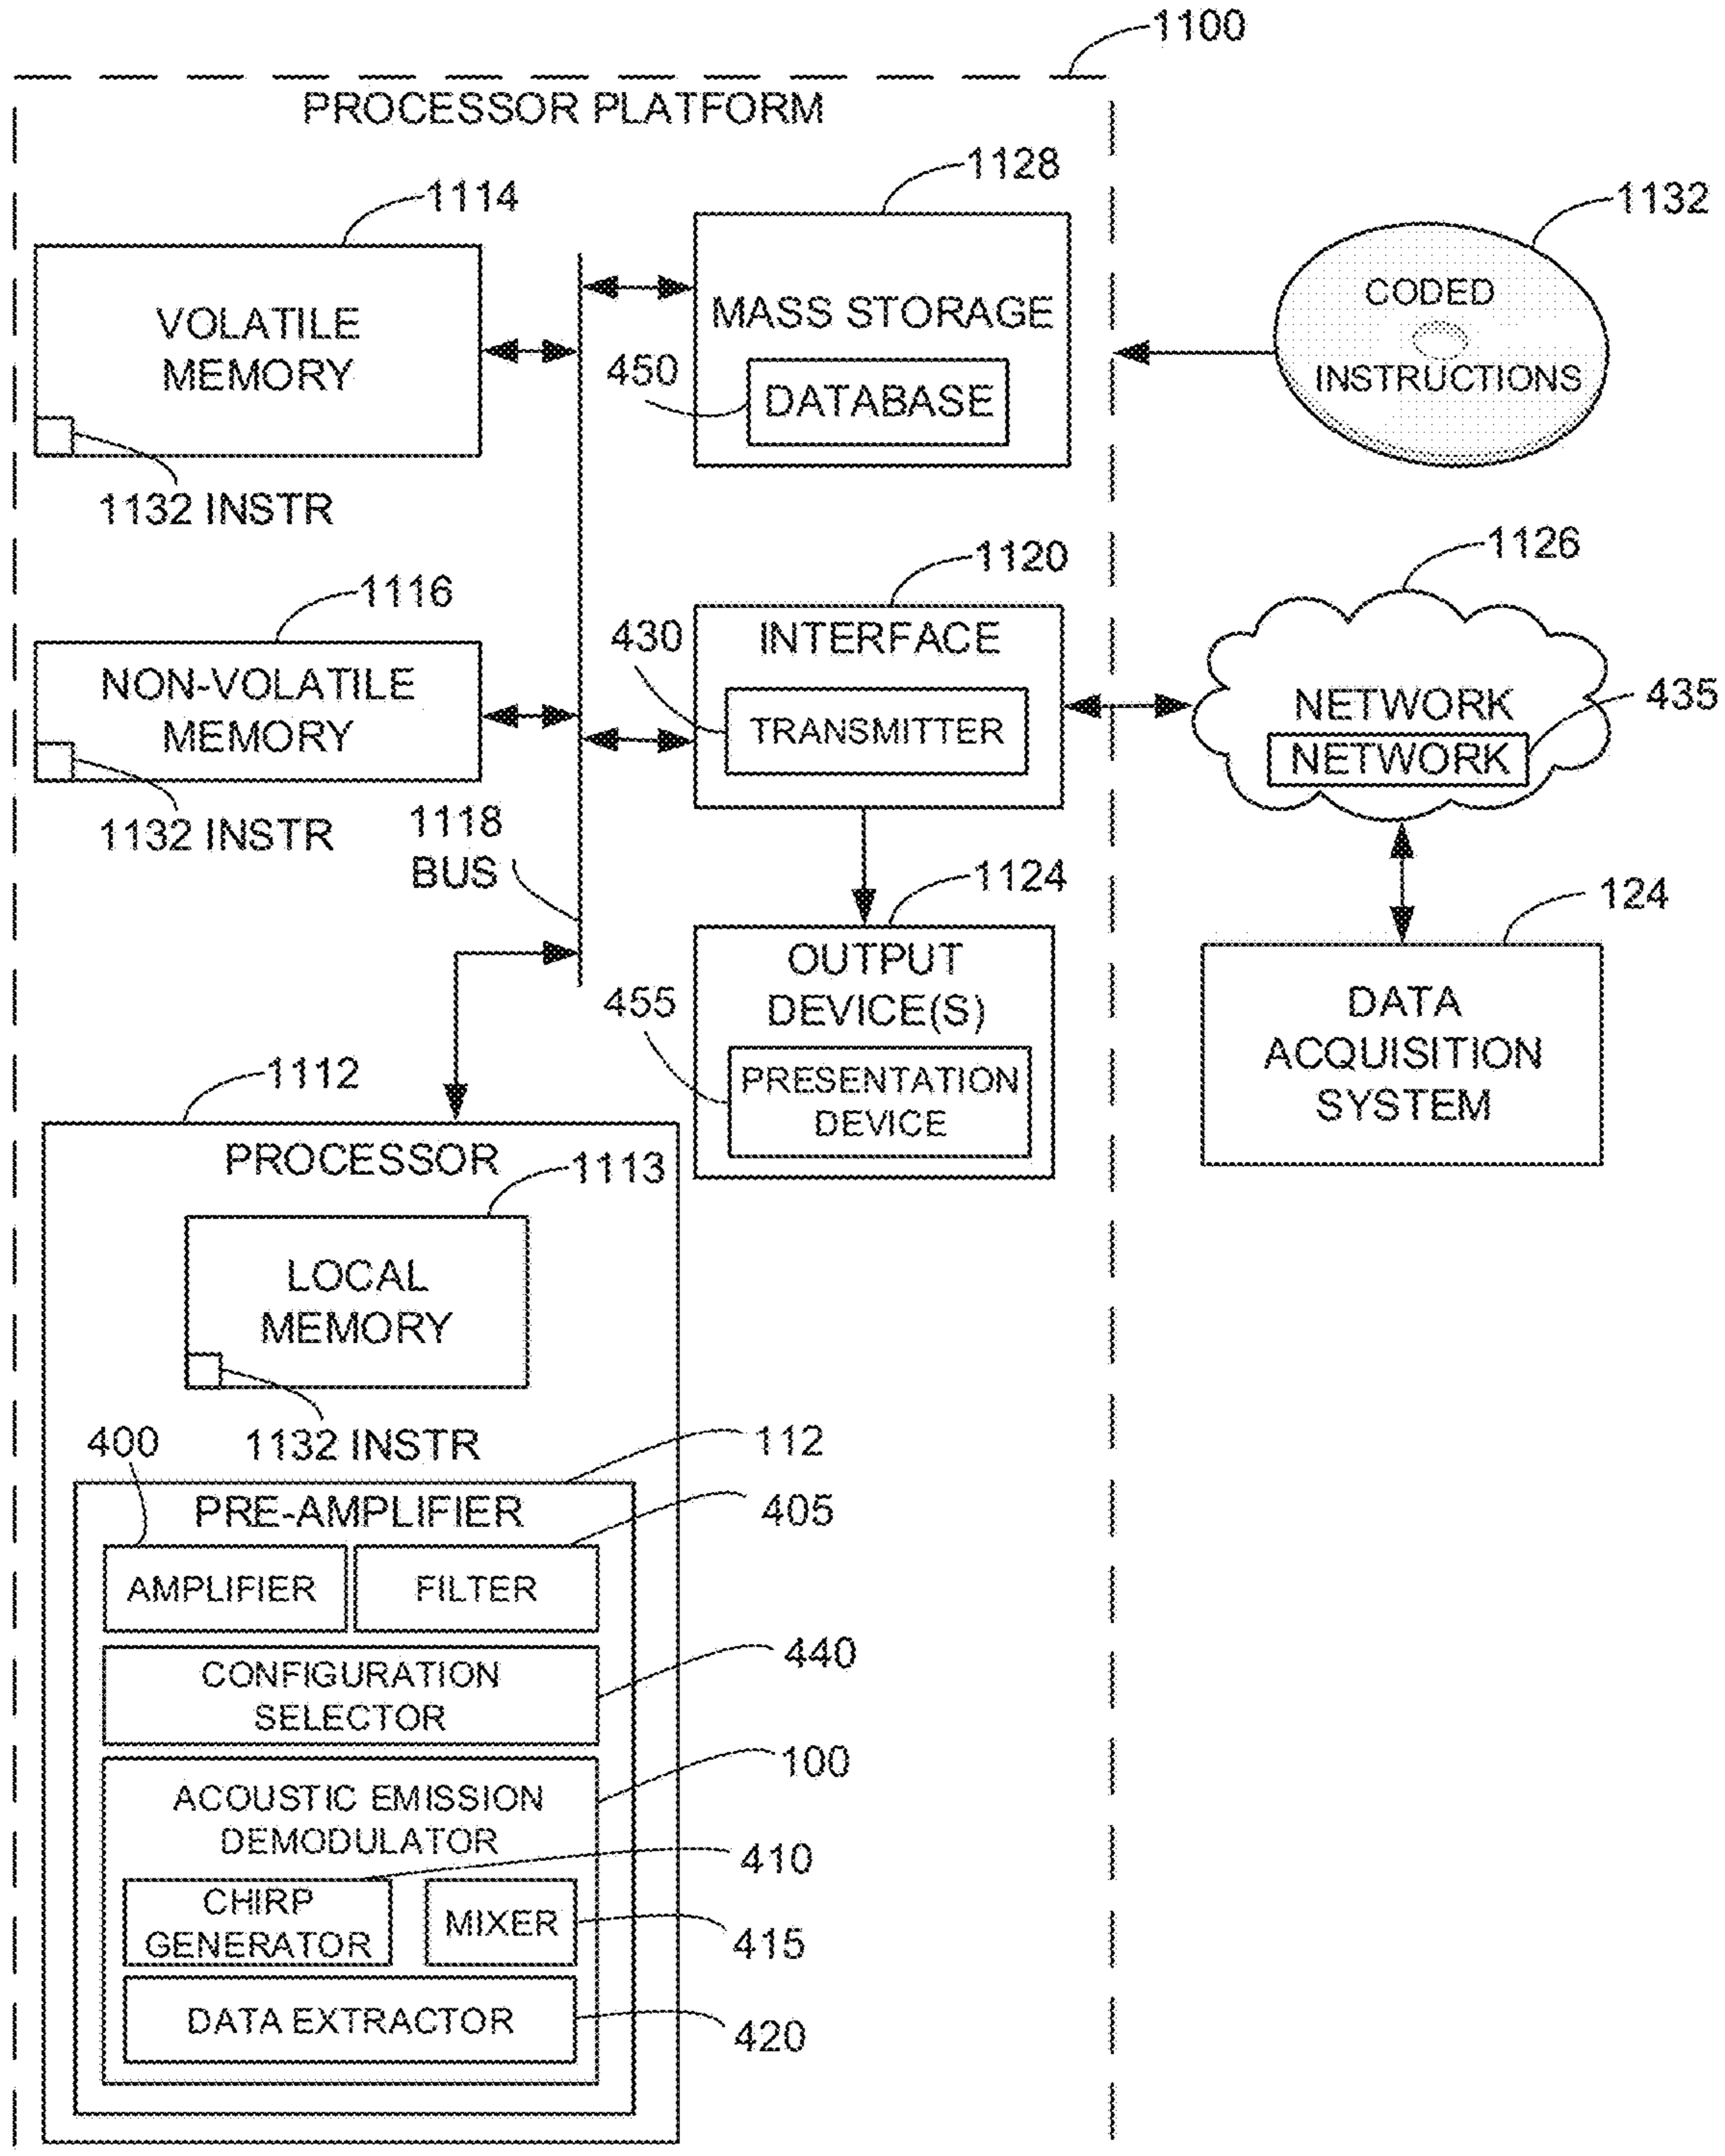 1100
PROCESSOR PLATFORM
1114
VOLATILE
MEMORY
1132 INSTR
1128
MASS STORAGE
450
DATABASE
1132
CODED
INSTRUCTIONS
1116
NON-VOLATILE
MEMORY
1132 INSTR
1120
INTERFACE
430
TRANSMITTER
1126
NETWORK
NETWORK
435
1118
BUS
1124
OUTPUT
DEVICE(S)
455
PRESENTATION
DEVICE
124
DATA
ACQUISITION
SYSTEM
1112
PROCESSOR
1113
LOCAL
MEMORY
1132 INSTR
400
112
PRE-AMPLIFIER
405
AMPLIFIER
FILTER
440
CONFIGURATION
SELECTOR
100
ACOUSTIC EMISSION
DEMODULATOR
410
CHIRP
GENERATOR
MIXER
415
DATA EXTRACTOR
420